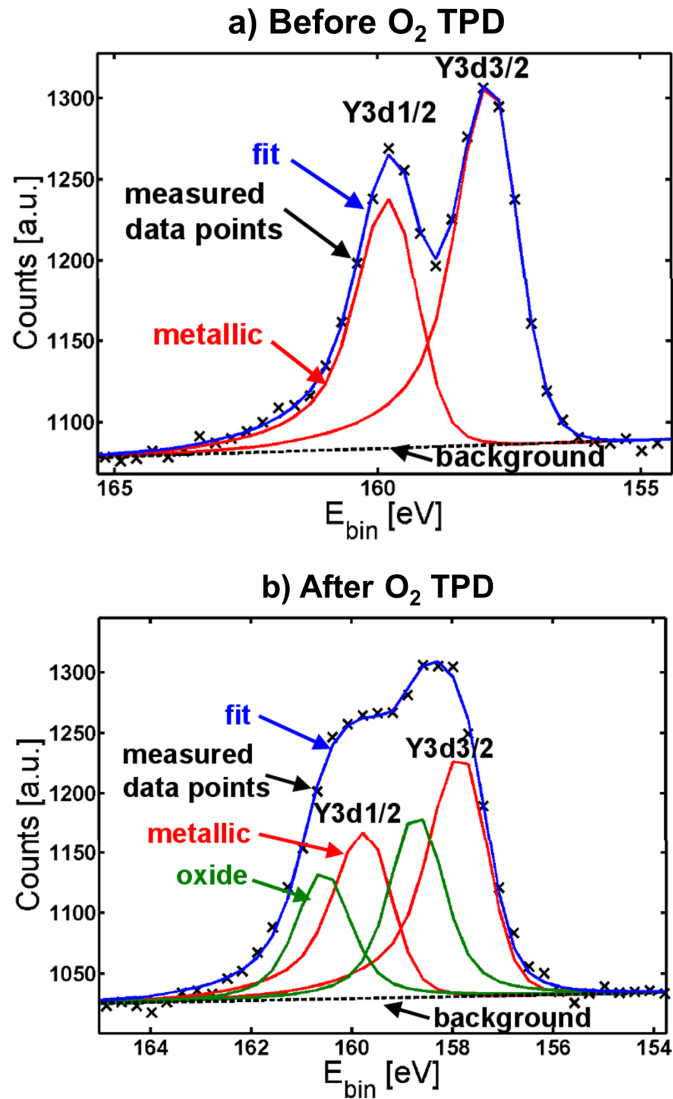 a) Before O2 TPD
Y3d3/2
Y3d1/2
fit
measured
data points
metallic
background
Counts [a.u.]
1300
1250
1200
1150
1100
165
160
155
Ebin [eV]
b) After O2 TPD
fit
Y3d3/2
measured
data points
Y3d1/2
metallic
oxide
background
Counts [a.u.]
1300
1250
1200
1150
1100
1050
164
162
160
158
156
154
Ebin [eV]